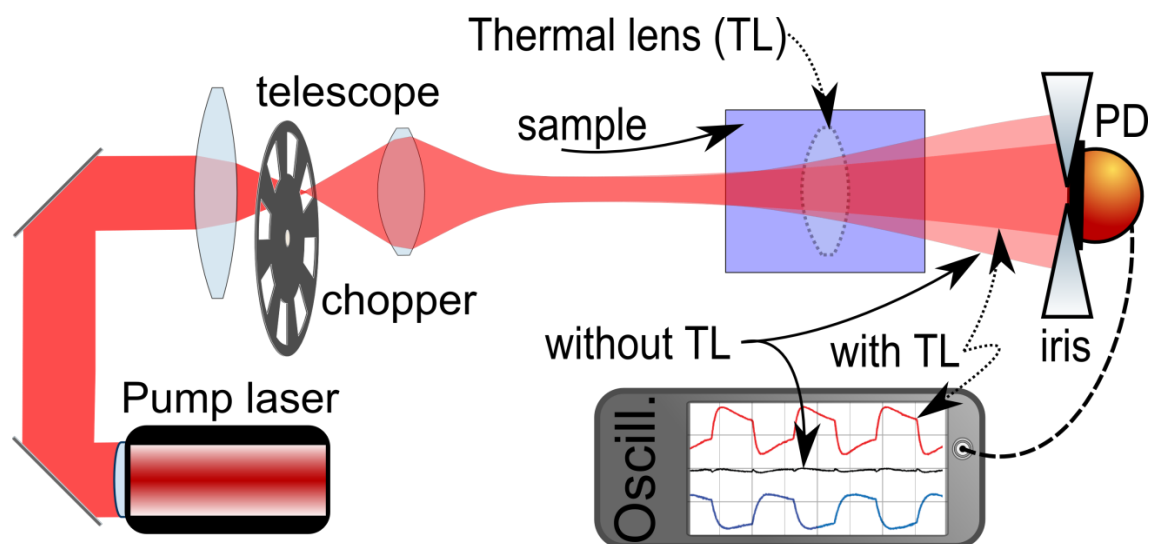 Thermal lens (TL)
telescope
sample
PD
chopper
without TL
with TL
iris
Pump laser
Oscill.